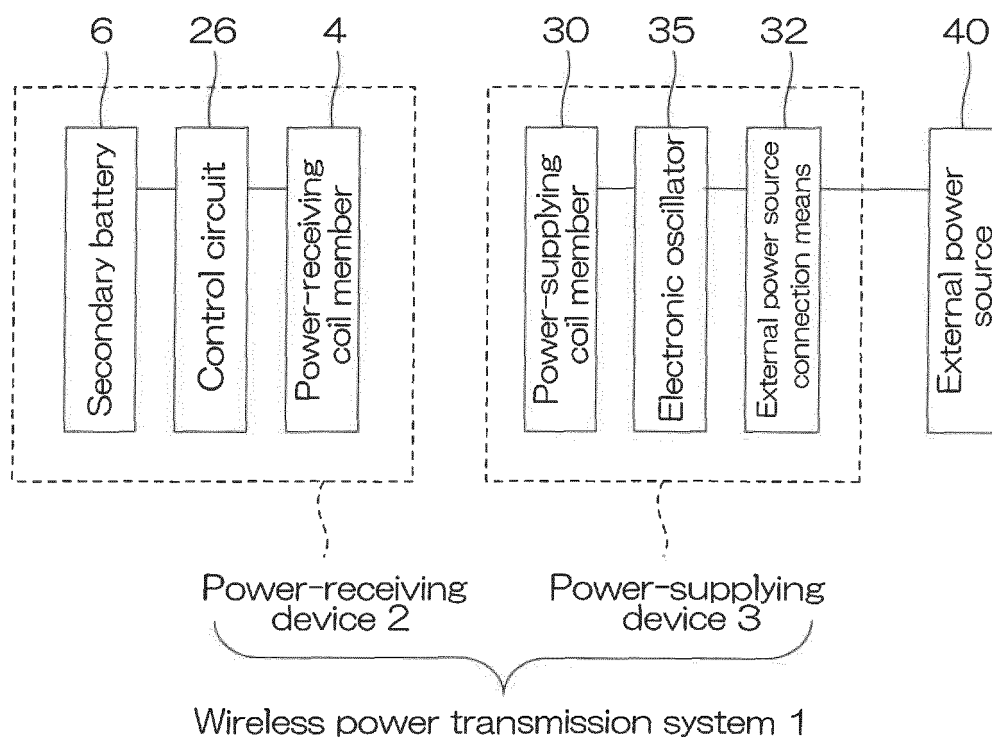 6 26 4 30 35 32 40
Secondary battery
Control circuit
Power-receiving
coil member
Power-supplying
coil member
Electronic oscillator
External power source
connection means
External power
source
Power-receiving
device 2
Power-supplying
device 3
Wireless power transmission system 1